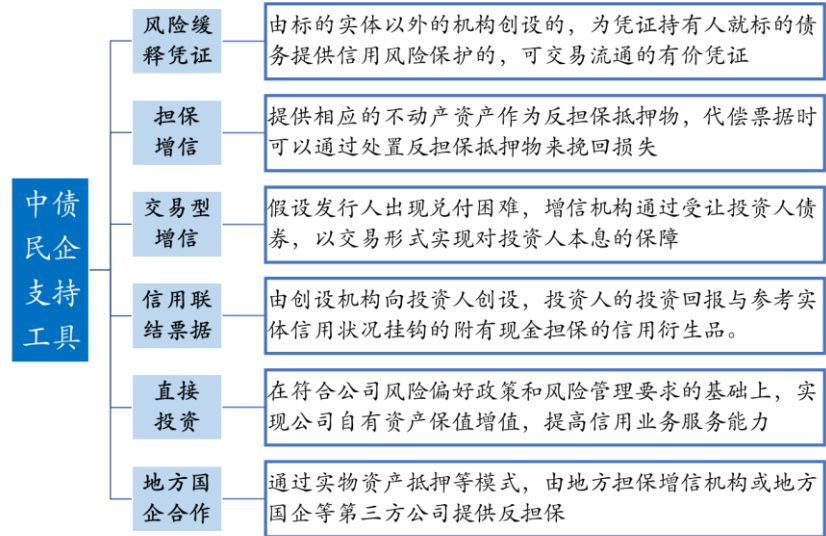 中债
民企
支持
工具
风险缓
释凭证
由标的实体以外的机构创设的，为凭证持有人就标的债
务提供信用风险保护的，可交易流通的有价凭证
担保
增信
提供相应的不动产资产作为反担保抵押物，代偿票据时
可以通过处置反担保抵押物来挽回损失
交易型
增信
假设发行人出现兑付困难，增信机构通过受让投资人债
券，以交易形式实现对投资人本息的保障
信用联
结票据
由创设机构向投资人创设，投资人的投资回报与参考实
体信用状况挂钩的附有现金担保的信用衍生品。
直接
投资
在符合公司风险偏好政策和风险管理要求的基础上，实
现公司自有资产保值增值，提高信用业务服务能力
地方国
企合作
通过实物资产抵押等模式，由地方担保增信机构或地方
国企等第三方公司提供反担保